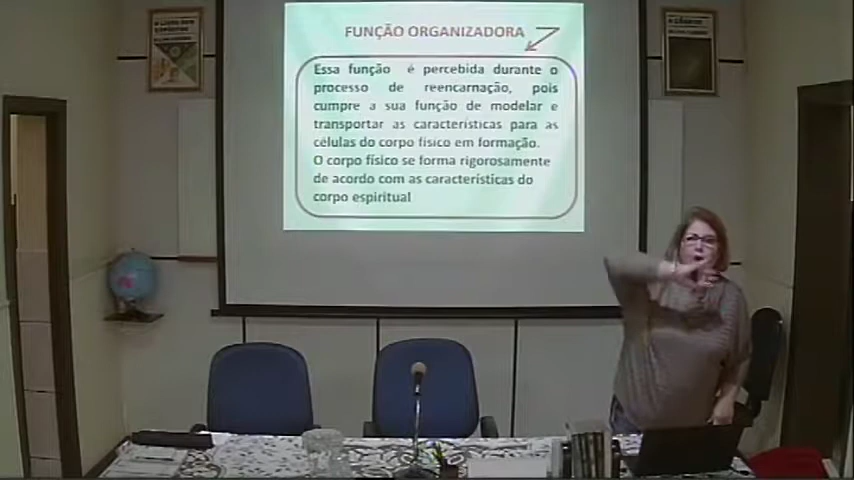 FUNÇÃO ORGANIZADORA
Essa função é percebida durante o
processo de reencarnação, pois
cumpre a sua função de modelar e
transportar as características para as
células do corpo físico em formação.
O corpo físico se forma rigorosamente
de acordo com as características do
corpo espiritual